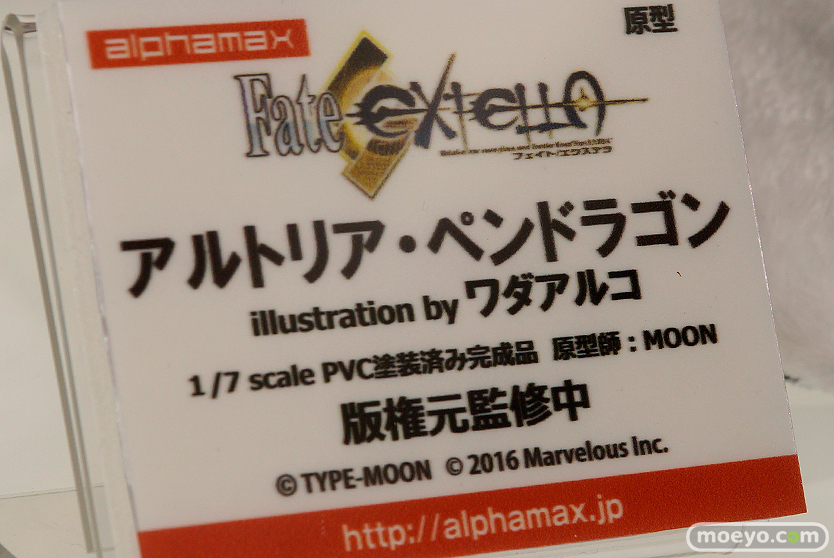 alphamax
原型
Fate EXTELLA
フェイト/エクステラ
アルトリア・ペンドラゴン
illustration by ワダアルコ
1/7 scale PVC塗装済み完成品 原型師：MOON
版権元監修中
© TYPE-MOON © 2016 Marvelous Inc.
http://alphamax.jp
moeyo.com